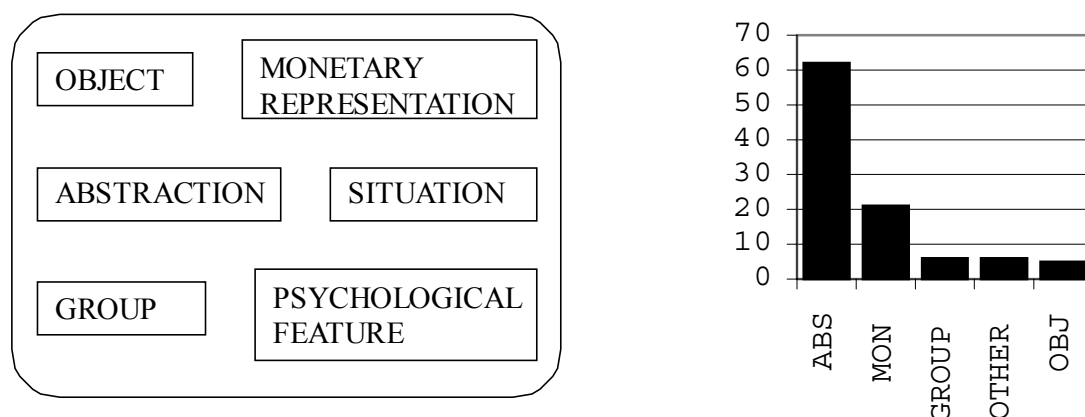 OBJECT
MONETARY
REPRESENTATION
ABSTRACTION
SITUATION
GROUP
PSYCHOLOGICAL
FEATURE
70
60
50
40
30
20
10
0
ABS
MON
GROUP
OTHER
OBJ